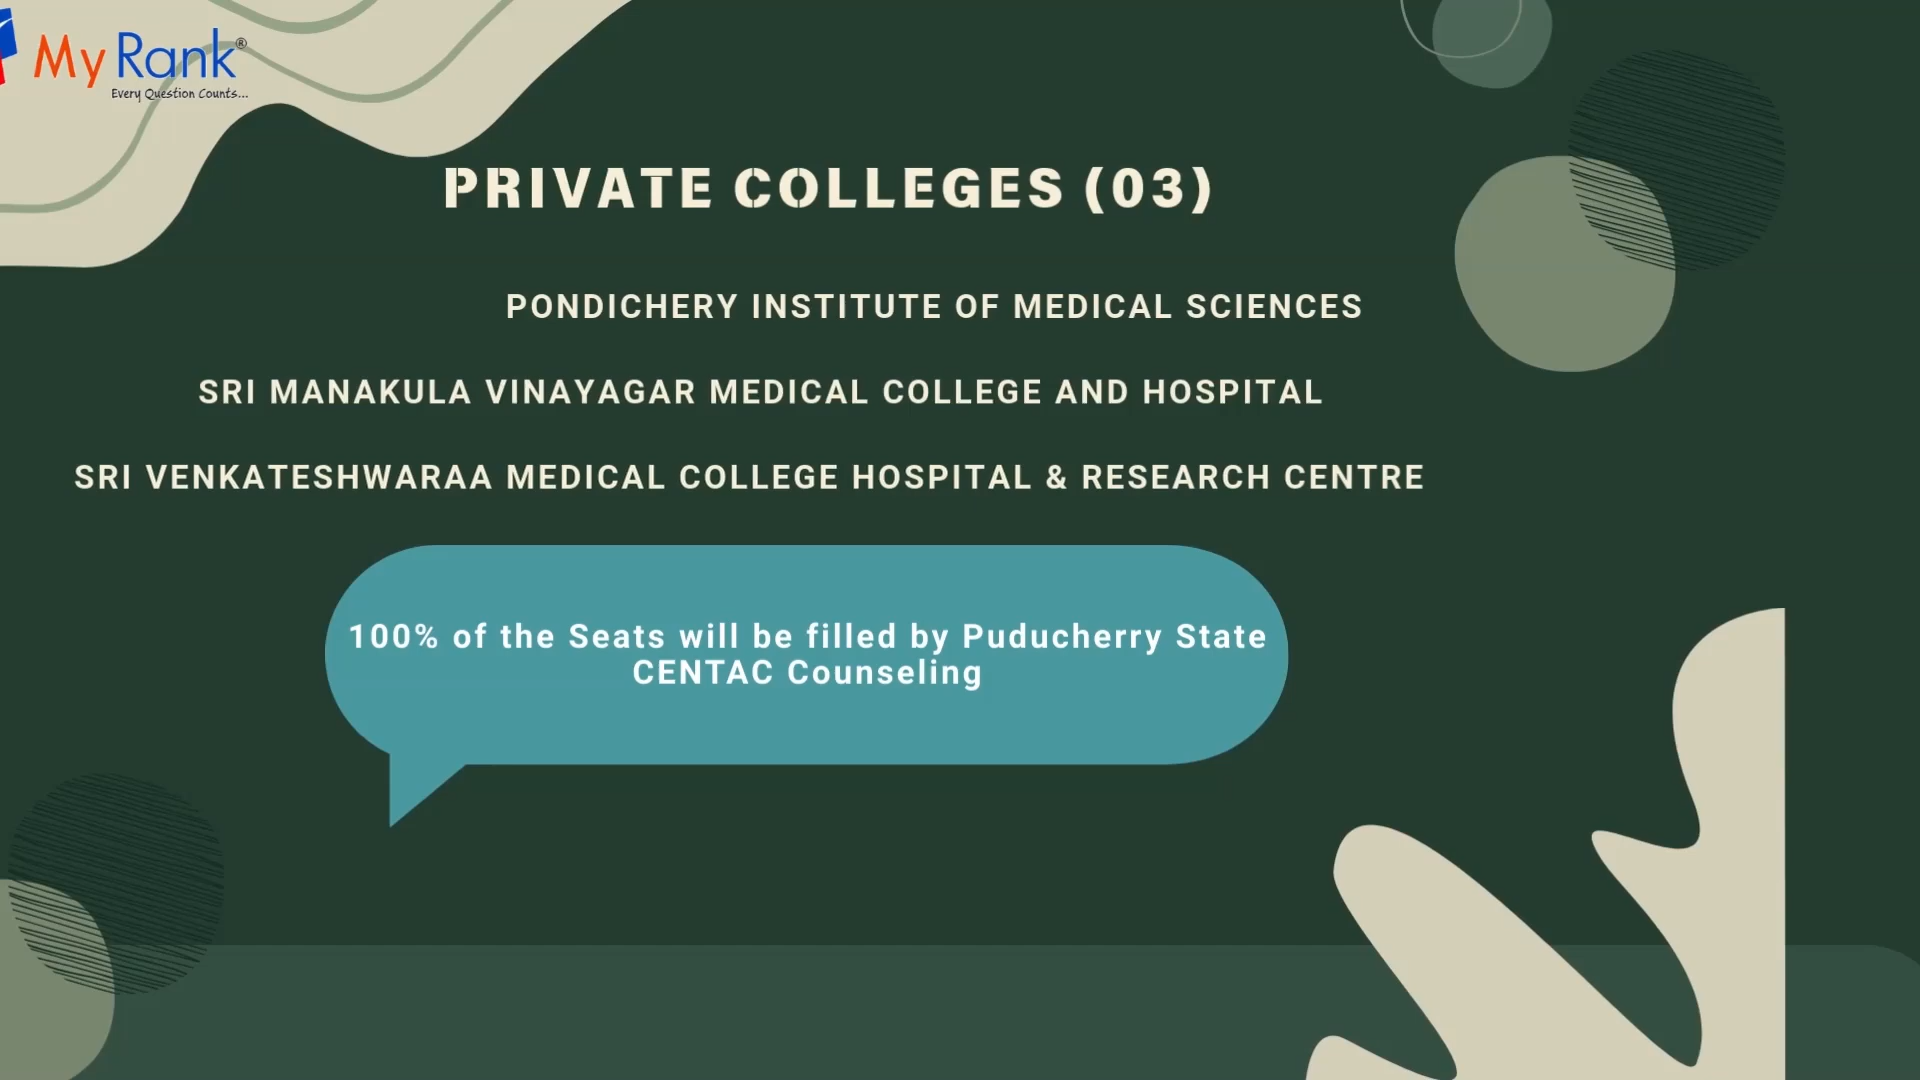 My Rank®
Every Question Counts...
PRIVATE COLLEGES (03)
PONDICHERY INSTITUTE OF MEDICAL SCIENCES
SRI MANAKULA VINAYAGAR MEDICAL COLLEGE AND HOSPITAL
SRI VENKATESHWARAA MEDICAL COLLEGE HOSPITAL & RESEARCH CENTRE
100% of the Seats will be filled by Puducherry State
CENTAC Counseling